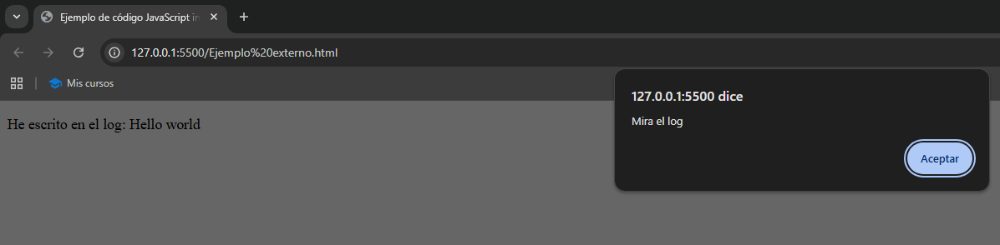 Ejemplo de código JavaScript in
127.0.0.1:5500/Ejemplo%20externo.html
Mis cursos
127.0.0.1:5500 dice
Mira el log
Aceptar
He escrito en el log: Hello world